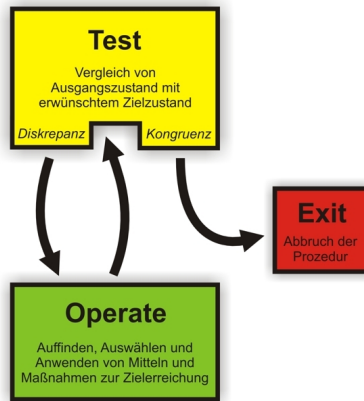 Test
Vergleich von
Ausgangszustand mit
erwünschtem Zielzustand
Diskrepanz
Kongruenz
Exit
Abbruch der
Prozedur
Operate
Auffinden, Auswählen und
Anwenden von Mitteln und
Maßnahmen zur Zielerreichung